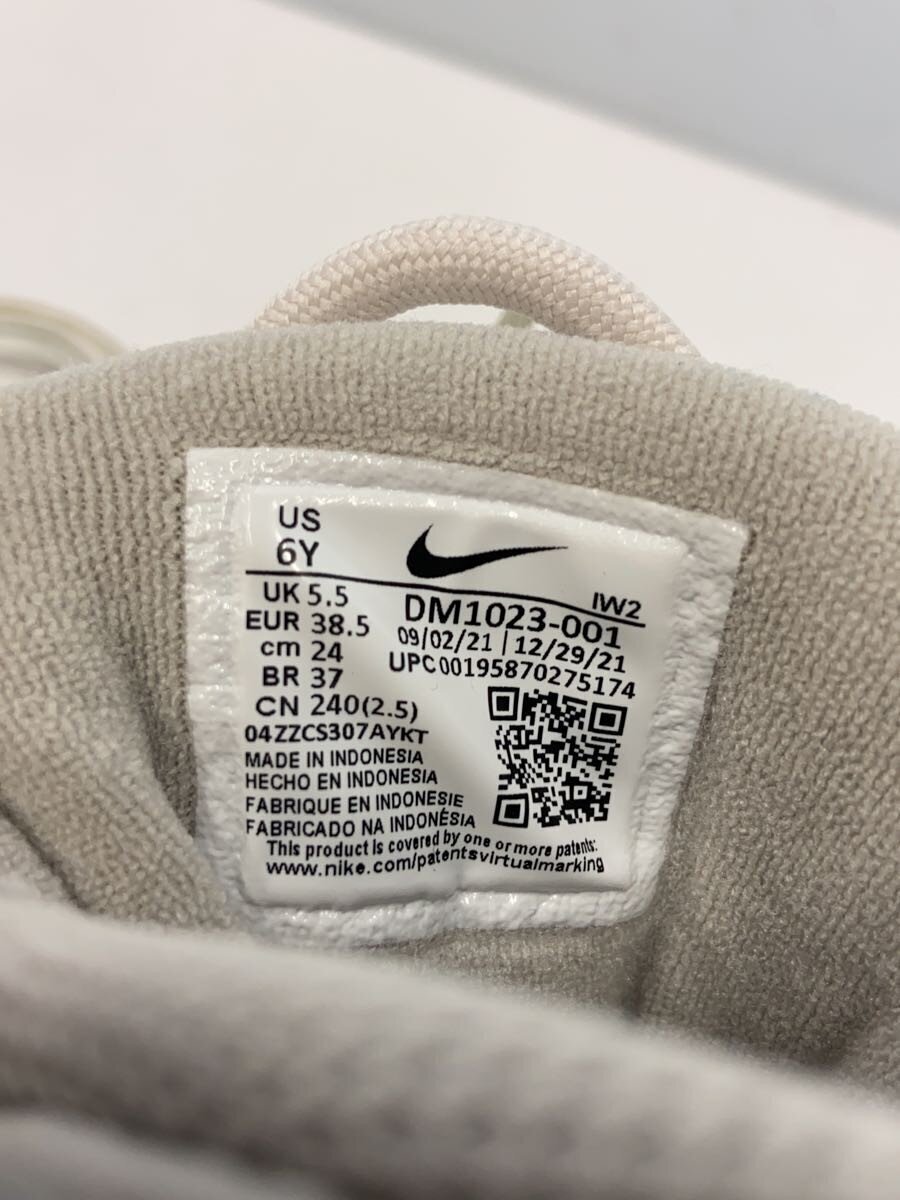 US
6Y
UK 5.5
EUR 38.5
cm 24
BR 37
CN 240(2.5)
04ZZCS307AYKT
IW2
DM1023-001
09/02/21 | 12/29/21
UPC00195870275174
MADE IN INDONESIA
HECHO EN INDONESIA
FABRIQUE EN INDONESIE
FABRICADO NA INDONÉSIA
This product is covered by one or more patents:
www.nike.com/patentsvirtualmarking